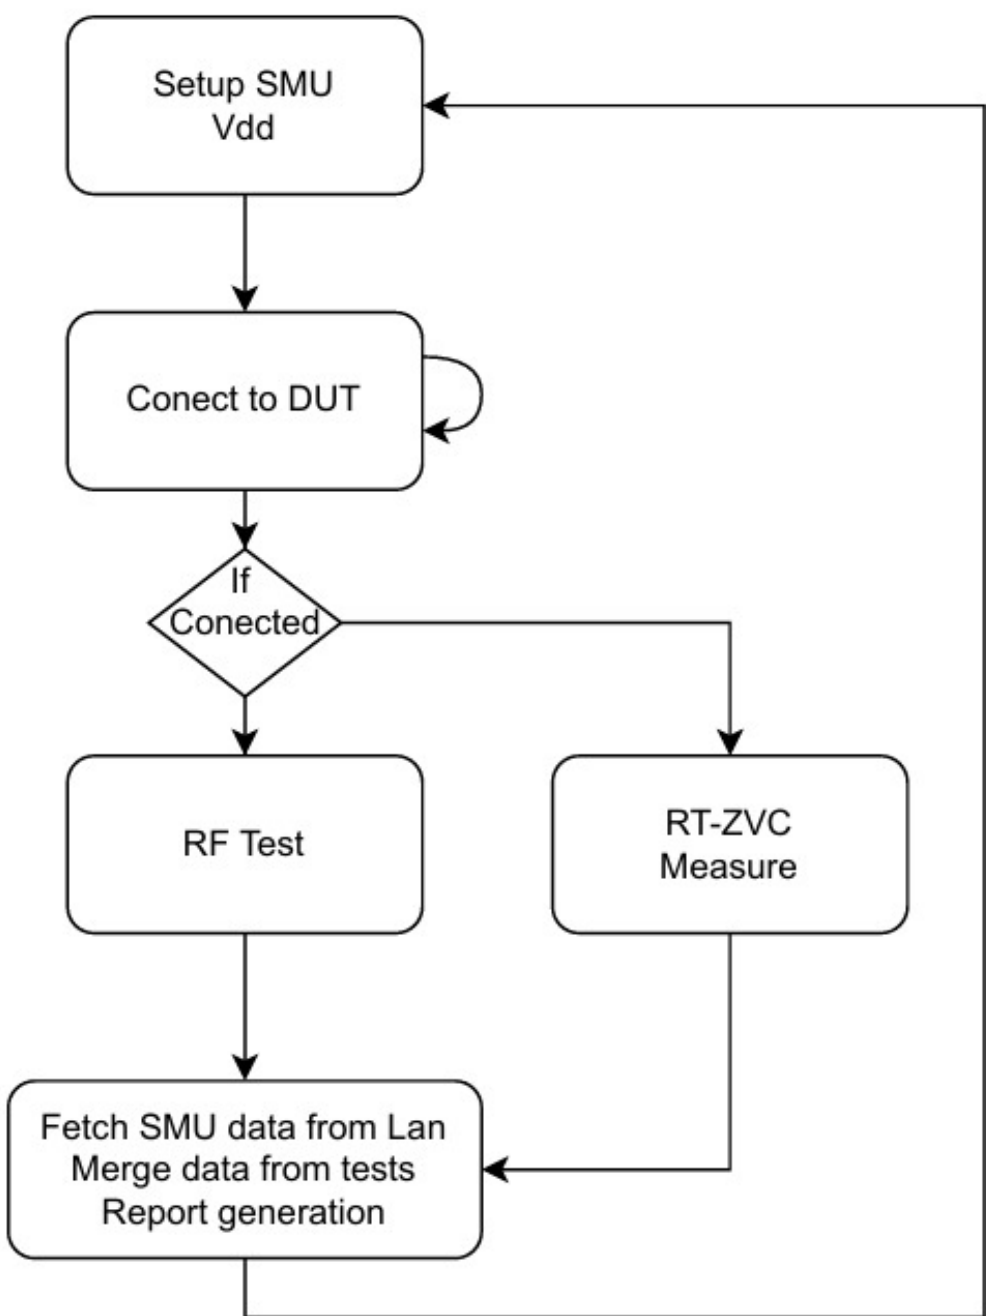 Setup SMU
Vdd
Conect to DUT
If
Conected
RF Test
RT-ZVC
Measure
Fetch SMU data from Lan
Merge data from tests
Report generation